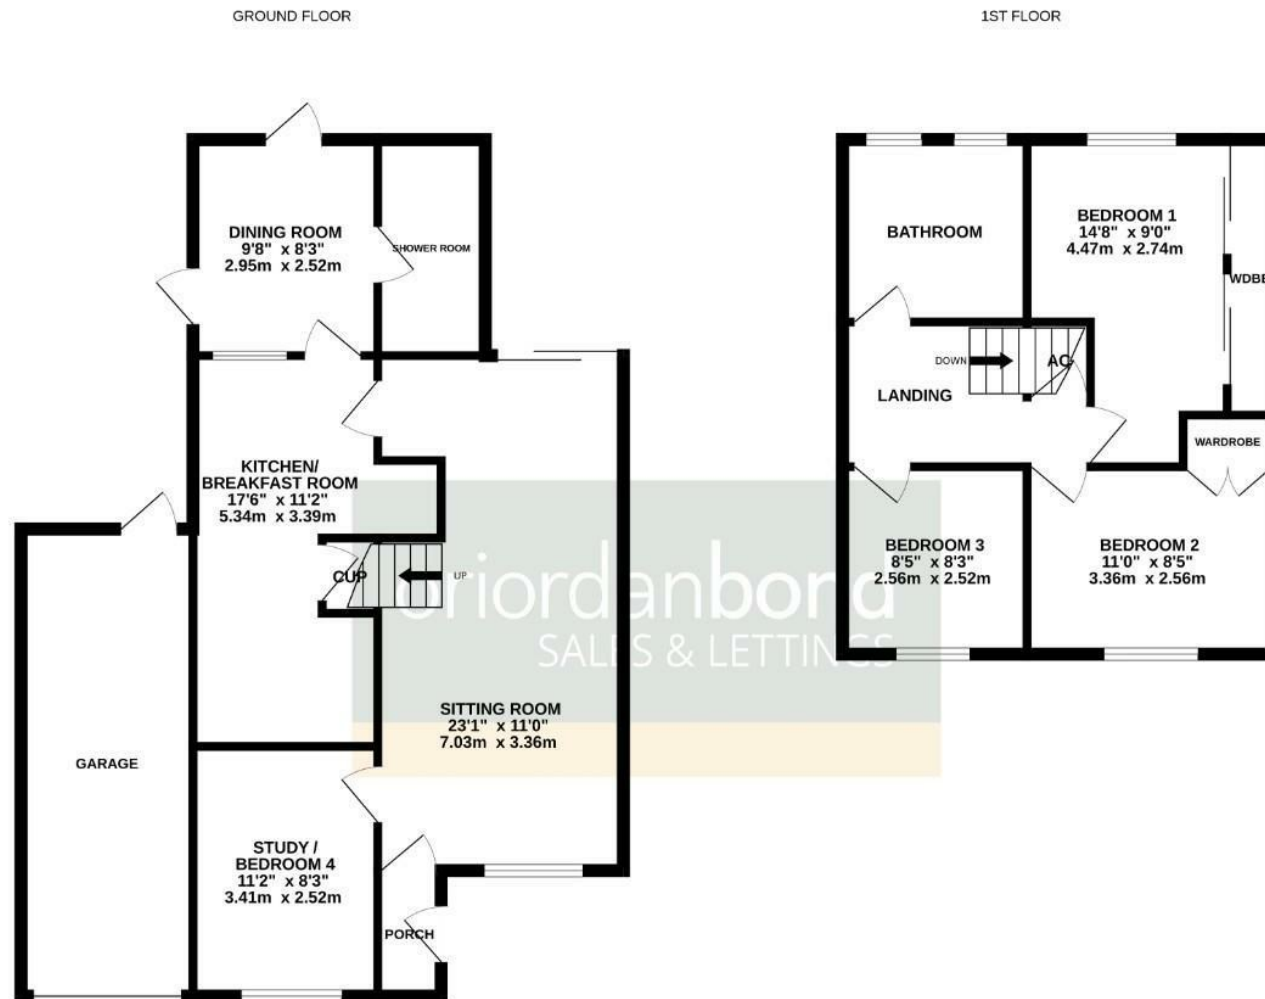 GROUND FLOOR
1ST FLOOR
DINING ROOM
9'8" x 8'3"
2.95m x 2.52m
SHOWER ROOM
KITCHEN/
BREAKFAST ROOM
17'6" x 11'2"
5.34m x 3.39m
CUP
UP
SITTING ROOM
23'1" x 11'0"
7.03m x 3.36m
GARAGE
STUDY /
BEDROOM 4
11'2" x 8'3"
3.41m x 2.52m
PORCH
BATHROOM
BEDROOM 1
14'8" x 9'0"
4.47m x 2.74m
WDBE
DOWN
AC
LANDING
WARDROBE
BEDROOM 3
8'5" x 8'3"
2.56m x 2.52m
BEDROOM 2
11'0" x 8'5"
3.36m x 2.56m
oriordanbond
SALES & LETTINGS